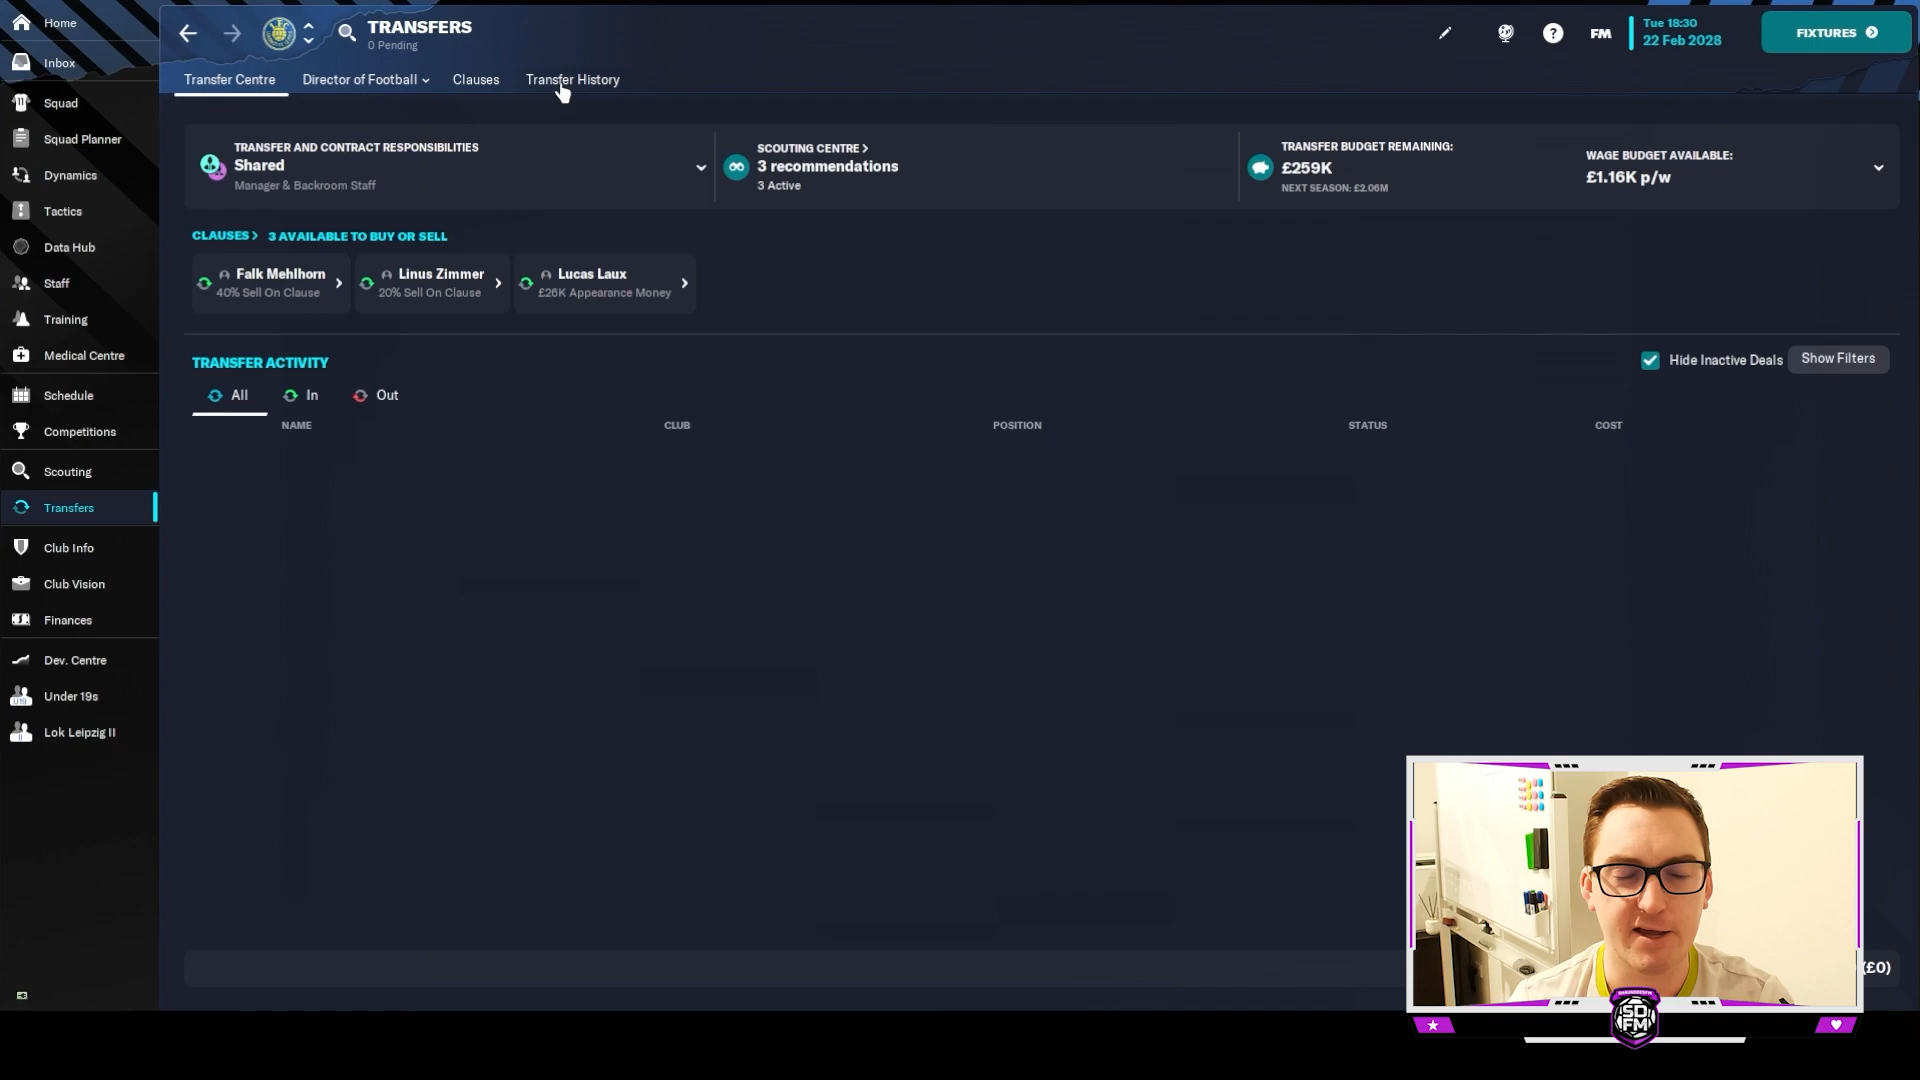 Home
Inbox
Squad
Squad Planner
Dynamics
Tactics
Data Hub
Staff
Training
Medical Centre
Schedule
Competitions
Scouting
Transfers
Club Info
Club Vision
Finances
Dev. Centre
Under 19s
Lok Leipzig II
TRANSFERS
0 Pending
FM
Tue 18:30
22 Feb 2028
FIXTURES
Transfer Centre
Director of Football
Clauses
Transfer History
TRANSFER AND CONTRACT RESPONSIBILITIES
Shared
Manager & Backroom Staff
SCOUTING CENTRE >
3 recommendations
3 Active
TRANSFER BUDGET REMAINING:
£259K
NEXT SEASON: £2.06M
WAGE BUDGET AVAILABLE:
£1.16K p/w
CLAUSES > 3 AVAILABLE TO BUY OR SELL
Falk Mehlhorn
40% Sell On Clause
Linus Zimmer
20% Sell On Clause
Lucas Laux
£26K Appearance Money
TRANSFER ACTIVITY
Hide Inactive Deals
Show Filters
All
In
Out
NAME CLUB POSITION STATUS COST
(£0)
SD
FM